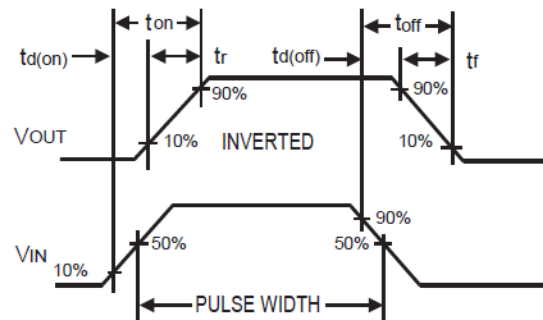 ton toff
td(on) tr td(off) tf
90% 90%
VOUT 10% INVERTED 10%
90%
50% 50%
VIN 10%
PULSE WIDTH